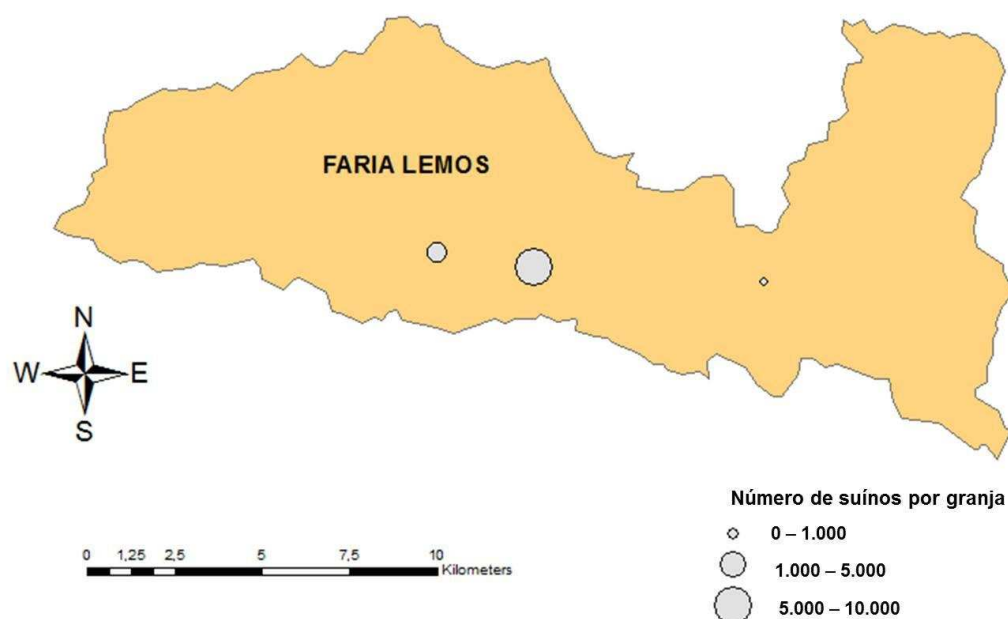 FARIA LEMOS
N
W E
S
Número de suínos por granja
0 – 1.000
1.000 – 5.000
5.000 – 10.000
0 1,25 2,5 5 7,5 10
Kilometers